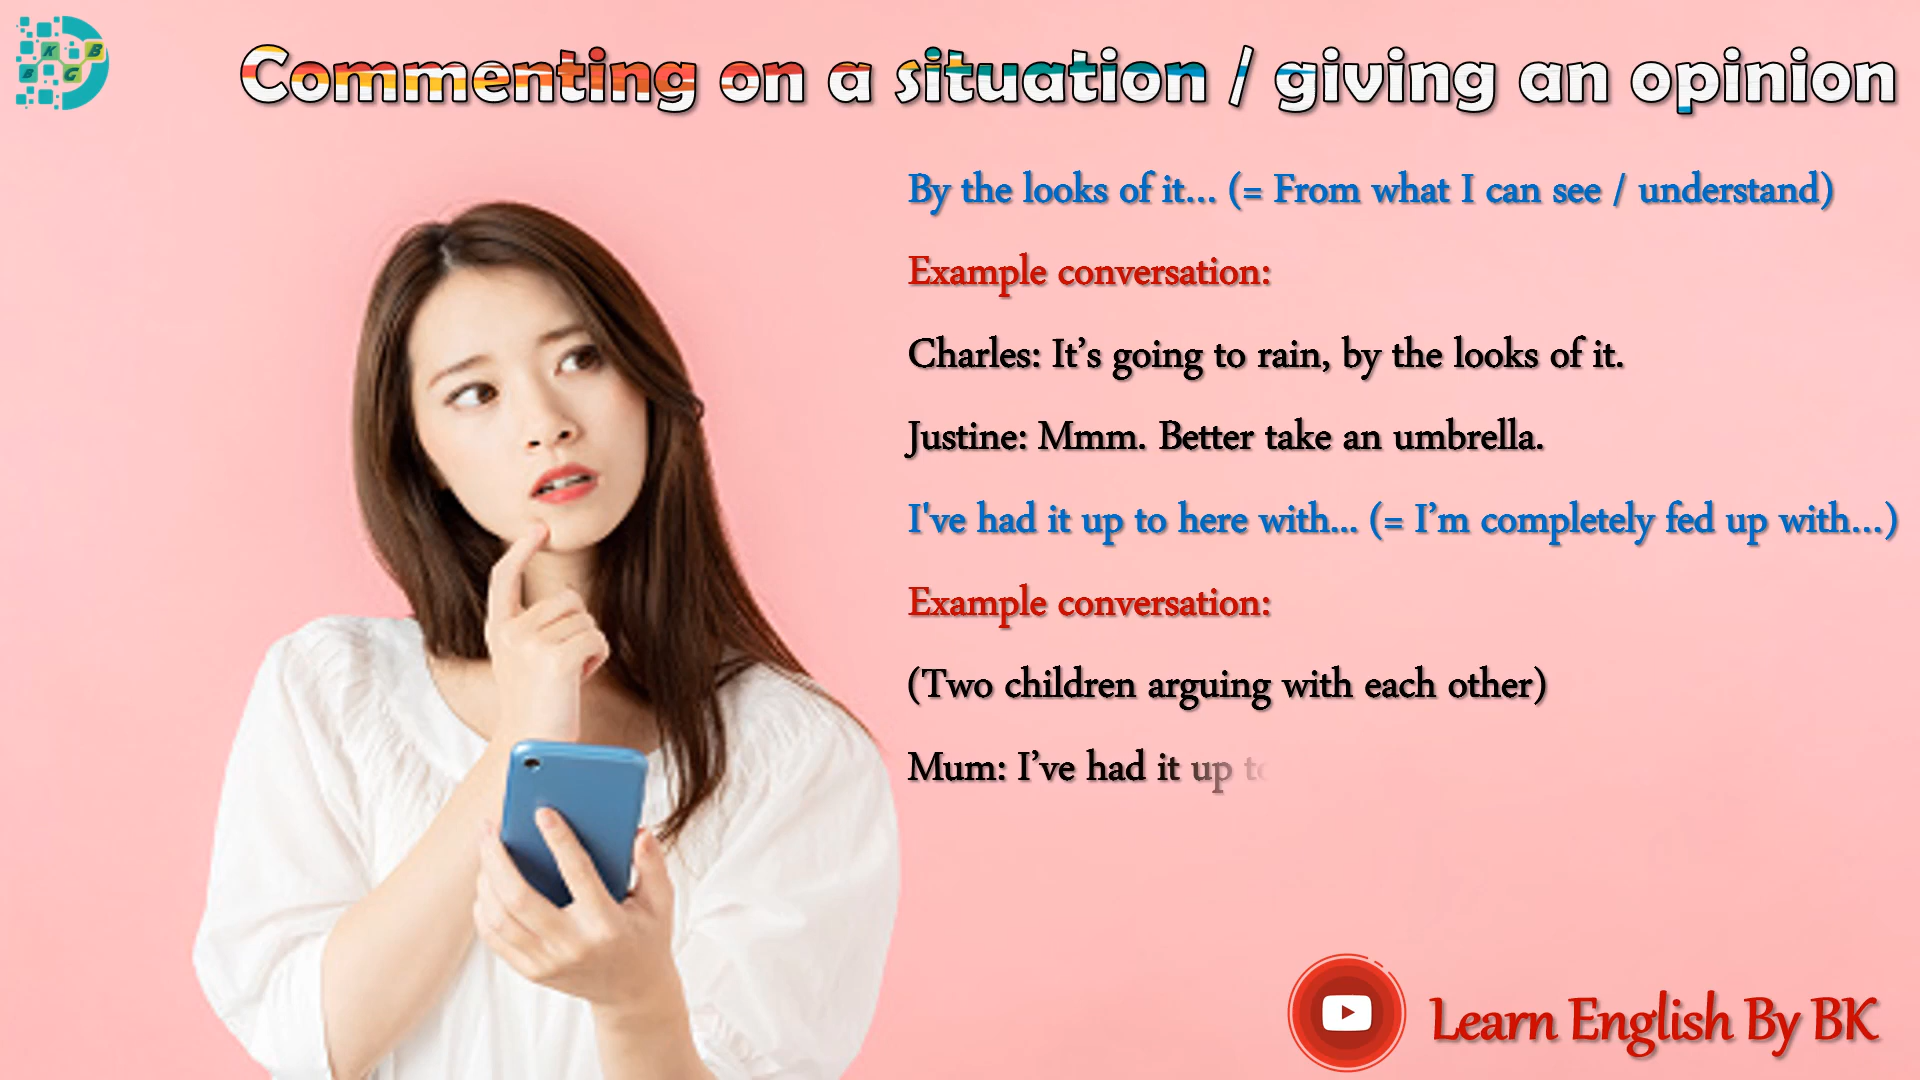 K B
B G
Commenting on a situation / giving an opinion
By the looks of it... (= From what I can see / understand)
Example conversation:
Charles: It’s going to rain, by the looks of it.
Justine: Mmm. Better take an umbrella.
I've had it up to here with... (= I’m completely fed up with...)
Example conversation:
(Two children arguing with each other)
Mum: I’ve had it up to
Learn English By BK